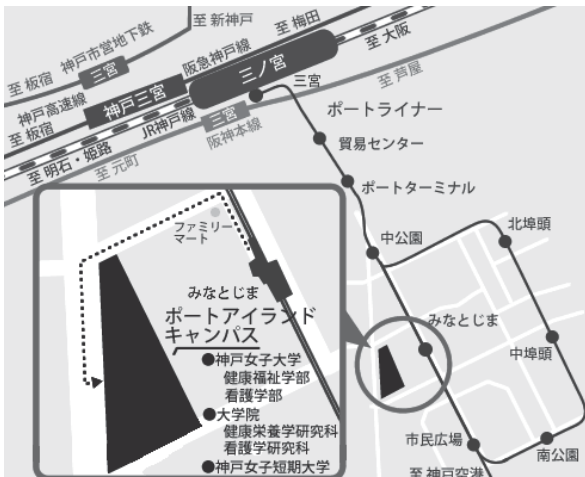 至 新神戸
神戸市営地下鉄
至 板宿
三宮
阪急神戸線
至 梅田
至 大阪
三ノ宮
神戸高速線
至 板宿
神戸三宮
三宮
至 芦屋
JR神戸線
三宮
阪神本線
至 明石・姫路
至 元町
ポートライナー
貿易センター
ポートターミナル
中公園
北埠頭
みなとじま
中埠頭
市民広場
南公園
至 神戸空港
ファミリー
マート
みなとじま
ポートアイランド
キャンパス
●神戸女子大学
健康福祉学部
看護学部
●大学院
健康栄養学研究科
看護学研究科
●神戸女子短期大学